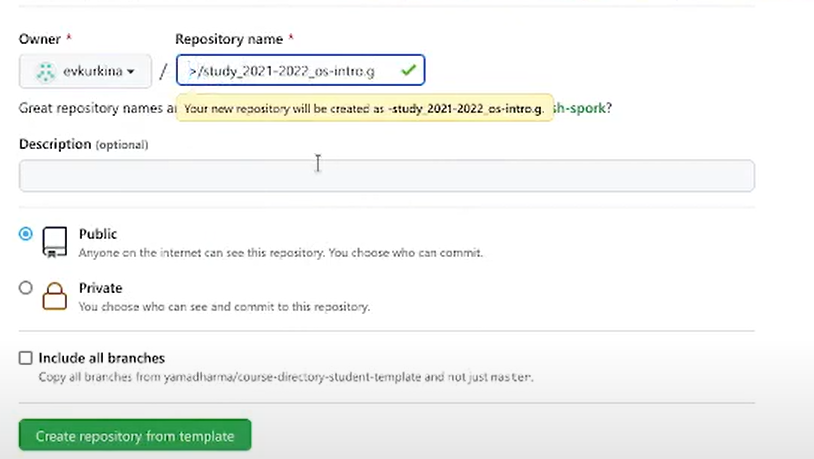 Owner * Repository name *
evkurkina / >/study_2021-2022_os-intro.g
Great repository names a Your new repository will be created as -study_2021-2022_os-intro.g. sh-spork?
Description (optional)
Public
Anyone on the internet can see this repository. You choose who can commit.
Private
You choose who can see and commit to this repository.
Include all branches
Copy all branches from yamadharma/course-directory-student-template and not just master.
Create repository from template